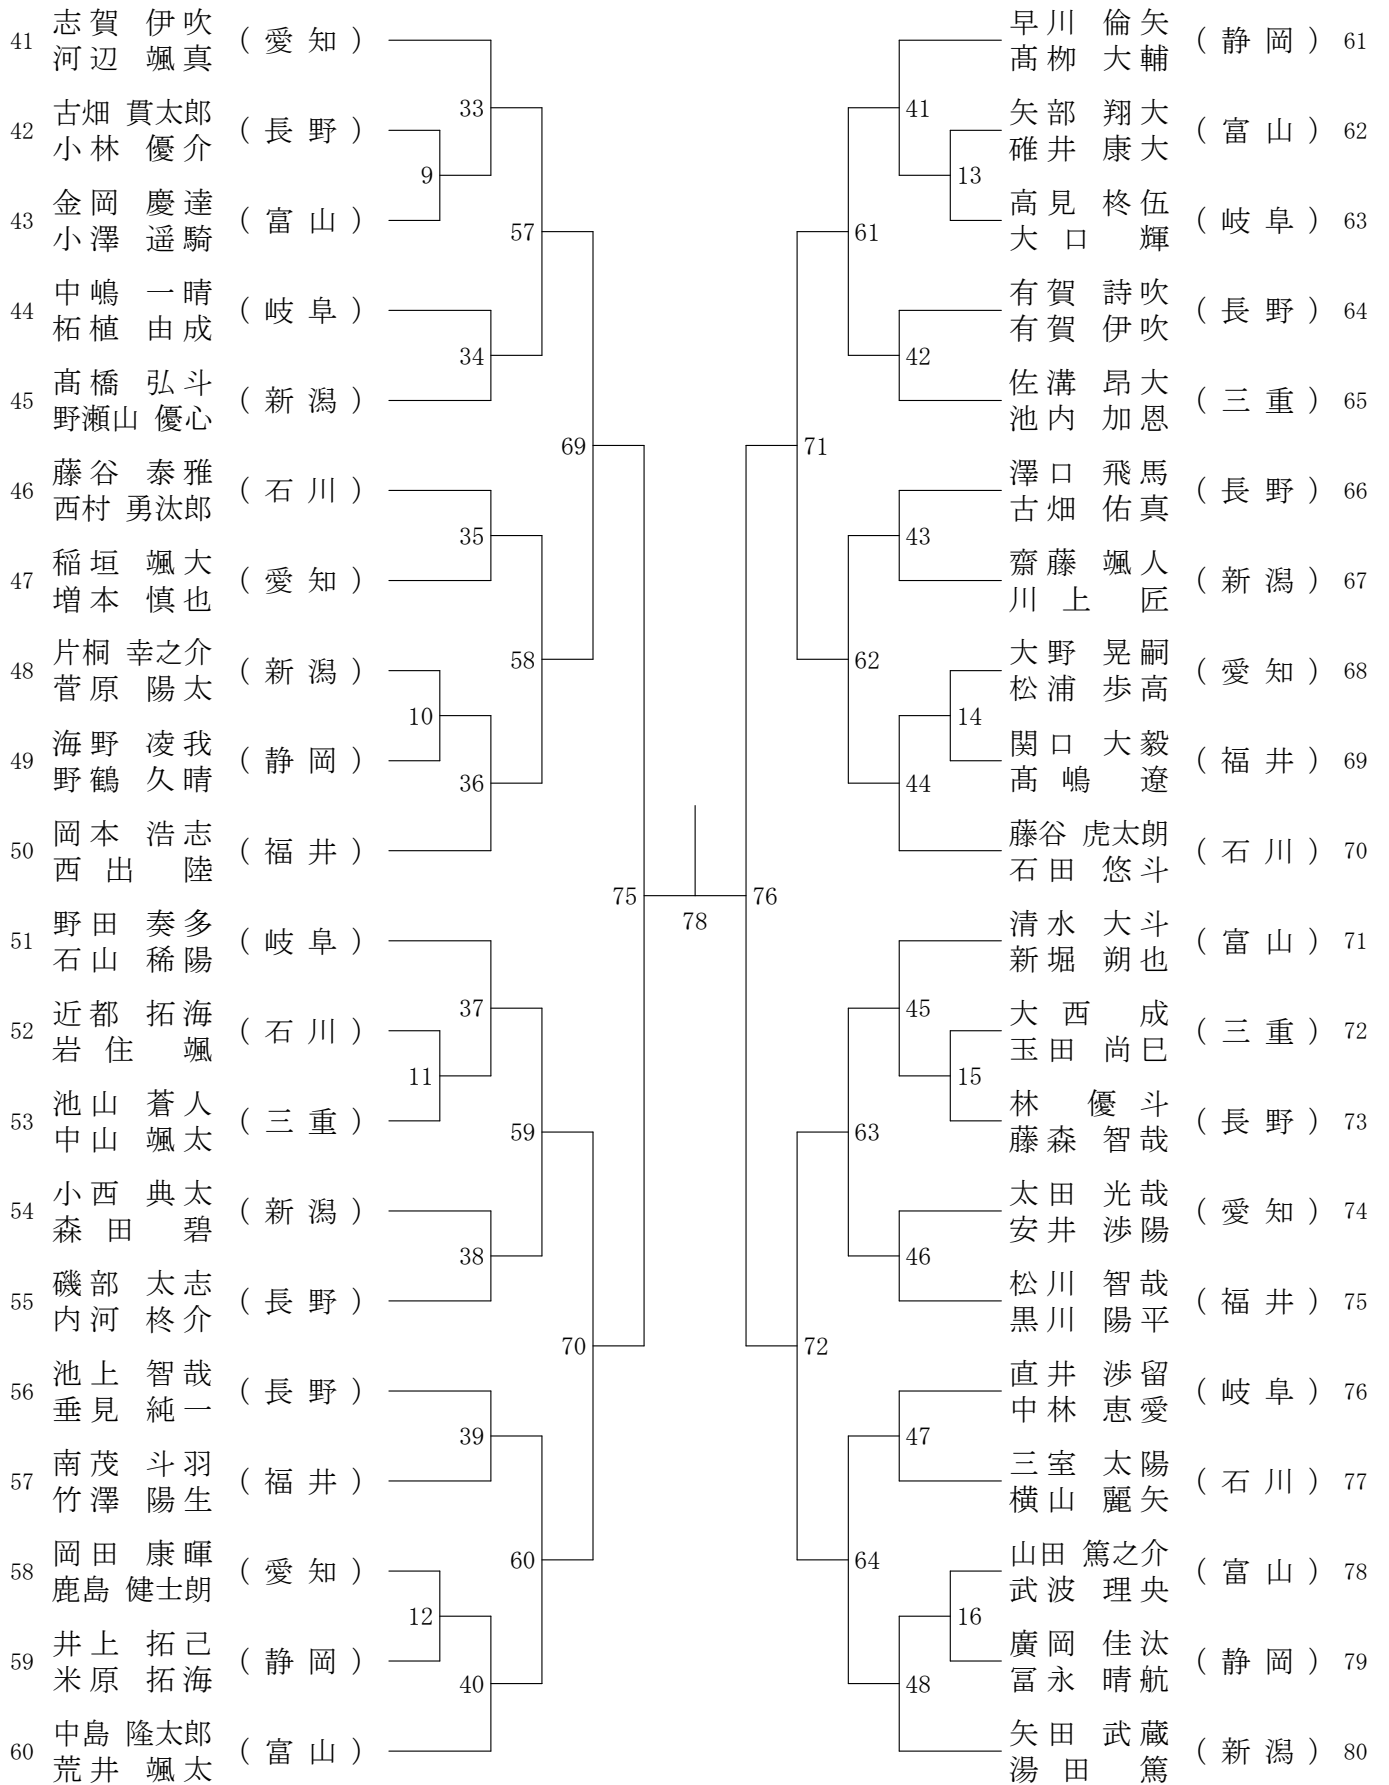 41 志賀 伊吹 河辺 颯真 (愛知)
42 古畑 貫太郎 小林 優介 (長野)
43 金岡 慶達 小澤 遥騎 (富山)
44 中嶋 一晴 柘植 由成 (岐阜)
45 髙橋 弘斗 野瀬山 優心 (新潟)
46 藤谷 泰雅 西村 勇汰郎 (石川)
47 稲垣 颯大 増本 慎也 (愛知)
48 片桐 幸之介 菅原 陽太 (新潟)
49 海野 凌我 野鶴 久晴 (静岡)
50 岡本 浩志 西出 陸 (福井)
51 野田 奏多 石山 稀陽 (岐阜)
52 近都 拓海 岩住 颯 (石川)
53 池山 蒼人 中山 颯太 (三重)
54 小西 典太 森田 碧 (新潟)
55 磯部 太志 内河 柊介 (長野)
56 池上 智哉 垂見 純一 (長野)
57 南茂 斗羽 竹澤 陽生 (福井)
58 岡田 康暉 鹿島 健士朗 (愛知)
59 井上 拓己 米原 拓海 (静岡)
60 中島 隆太郎 荒井 颯太 (富山)
33
9
57
34
69
35
58
10
36
75
37
11
59
38
70
39
60
12
40
78
76
41
13
61
42
71
43
62
14
44
45
15
63
46
72
47
64
16
48
早川 倫矢 髙栁 大輔 (静岡) 61
矢部 翔大 碓井 康大 (富山) 62
高見 柊伍 大口 輝 (岐阜) 63
有賀 詩吹 有賀 伊吹 (長野) 64
佐溝 昂大 池内 加恩 (三重) 65
澤口 飛馬 古畑 佑真 (長野) 66
齋藤 颯人 川上 匠 (新潟) 67
大野 晃嗣 松浦 歩高 (愛知) 68
関口 大毅 髙嶋 遼 (福井) 69
藤谷 虎太朗 石田 悠斗 (石川) 70
清水 大斗 新堀 朔也 (富山) 71
大西 成 玉田 尚巳 (三重) 72
林 優斗 藤森 智哉 (長野) 73
太田 光哉 安井 渉陽 (愛知) 74
松川 智哉 黒川 陽平 (福井) 75
直井 渉留 中林 恵愛 (岐阜) 76
三室 太陽 横山 麗矢 (石川) 77
山田 篤之介 武波 理央 (富山) 78
廣岡 佳汰 冨永 晴航 (静岡) 79
矢田 武蔵 湯田 篤 (新潟) 80